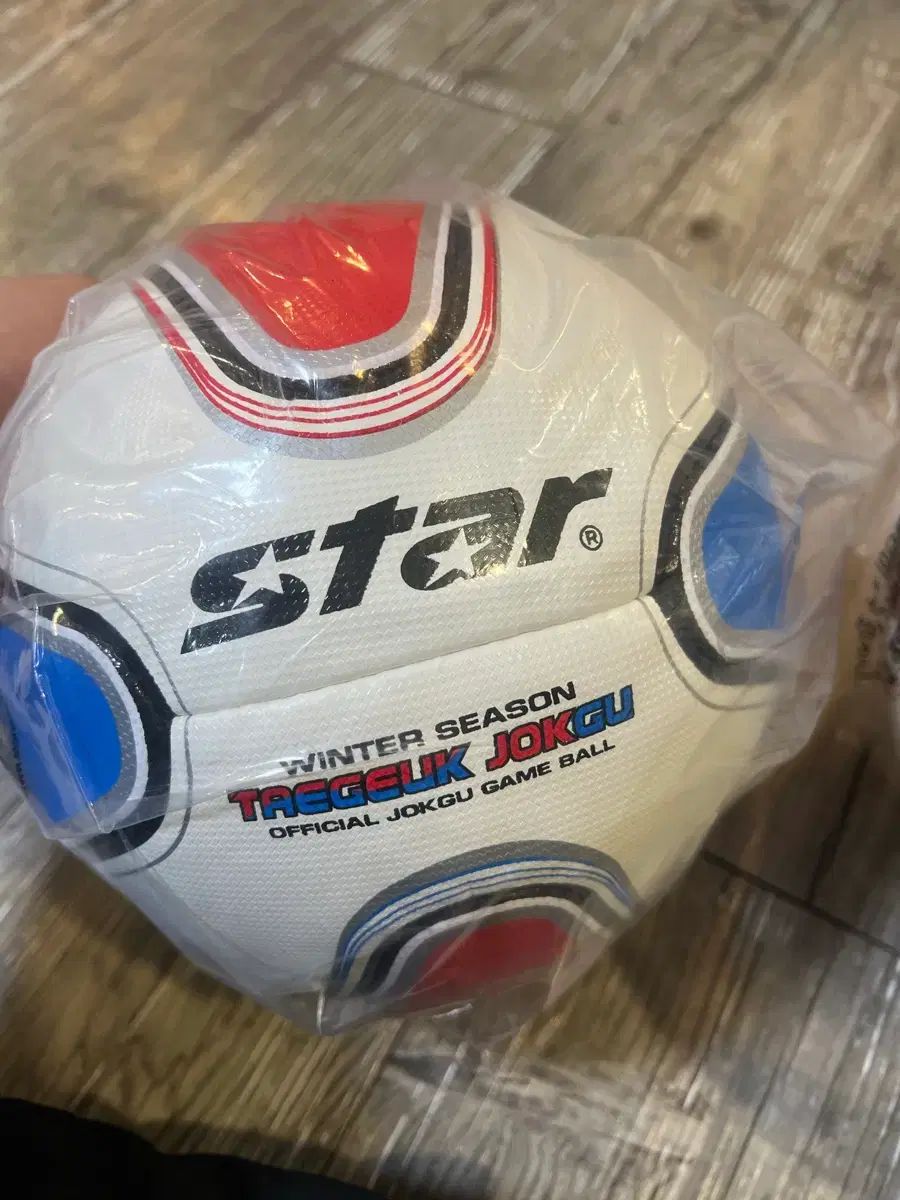 star®
WINTER SEASON
TAEGEUK JOKGU
OFFICIAL JOKGU GAME BALL